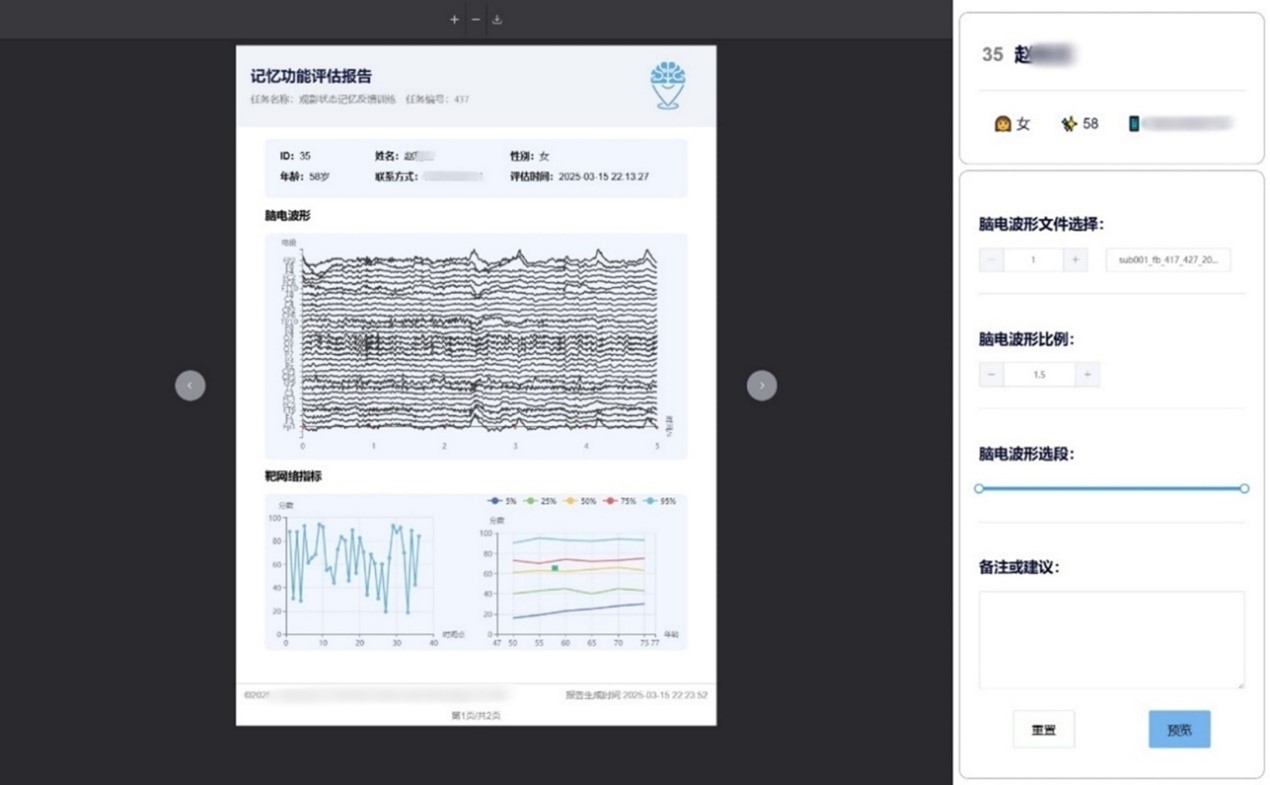 35 赵
女 58
记忆功能评估报告
任务名称：观影状态记忆反馈训练 任务编号：437
ID：35 姓名：赵 性别：女
年龄：58岁 联系方式： 评估时间：2025-03-15 22:13:27
脑电波形
电极
时间/s
0 1 2 3 4 5
靶网络指标
分数
100
80
60
40
20
0
0 10 20 30 40
时间点
5% 25% 50% 75% 95%
分数
100
80
60
40
20
0
47 50 55 60 65 70 75 77
年龄
©2025
报告生成时间:2025-03-15 22:23:52
第1页/共2页
脑电波形文件选择：
− 1 + sub001_fb_417_427_20...
脑电波形比例：
− 1.5 +
脑电波形选段：
备注或建议：
重置 预览